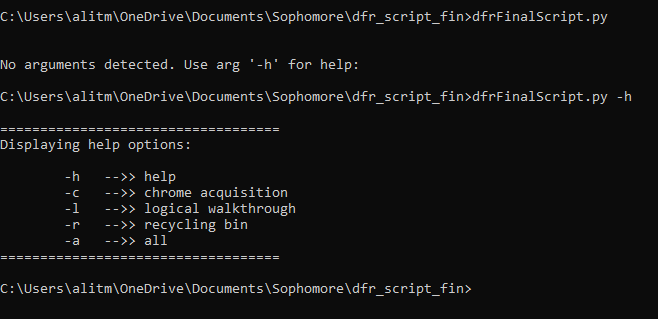 C:\Users\alitm\OneDrive\Documents\Sophomore\dfr_script_fin>dfrFinalScript.py
No arguments detected. Use arg '-h' for help:
C:\Users\alitm\OneDrive\Documents\Sophomore\dfr_script_fin>dfrFinalScript.py -h
===================================
Displaying help options:
-h -->> help
-c -->> chrome acquisition
-l -->> logical walkthrough
-r -->> recycling bin
-a -->> all
===================================
C:\Users\alitm\OneDrive\Documents\Sophomore\dfr_script_fin>